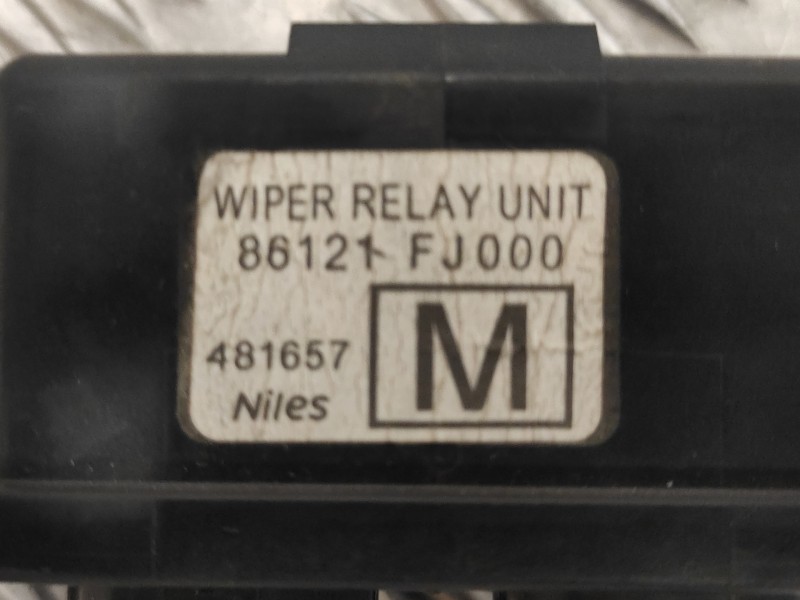 WIPER RELAY UNIT
86121 FJ000
481657
Niles
M